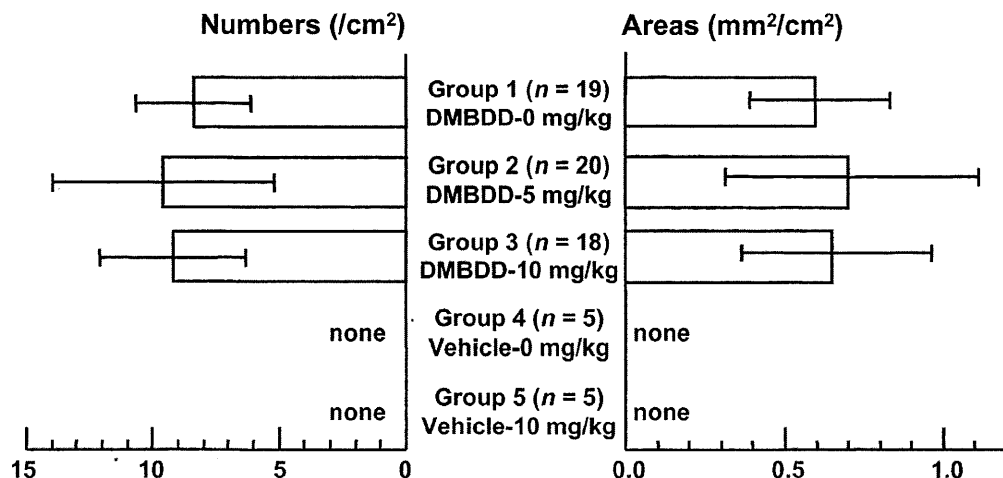 Numbers (/cm²)
Areas (mm²/cm²)
Group 1 (n = 19)
DMBDD-0 mg/kg
Group 2 (n = 20)
DMBDD-5 mg/kg
Group 3 (n = 18)
DMBDD-10 mg/kg
none
Group 4 (n = 5)
Vehicle-0 mg/kg
none
none
Group 5 (n = 5)
Vehicle-10 mg/kg
none
15 10 5 0
0.0 0.5 1.0